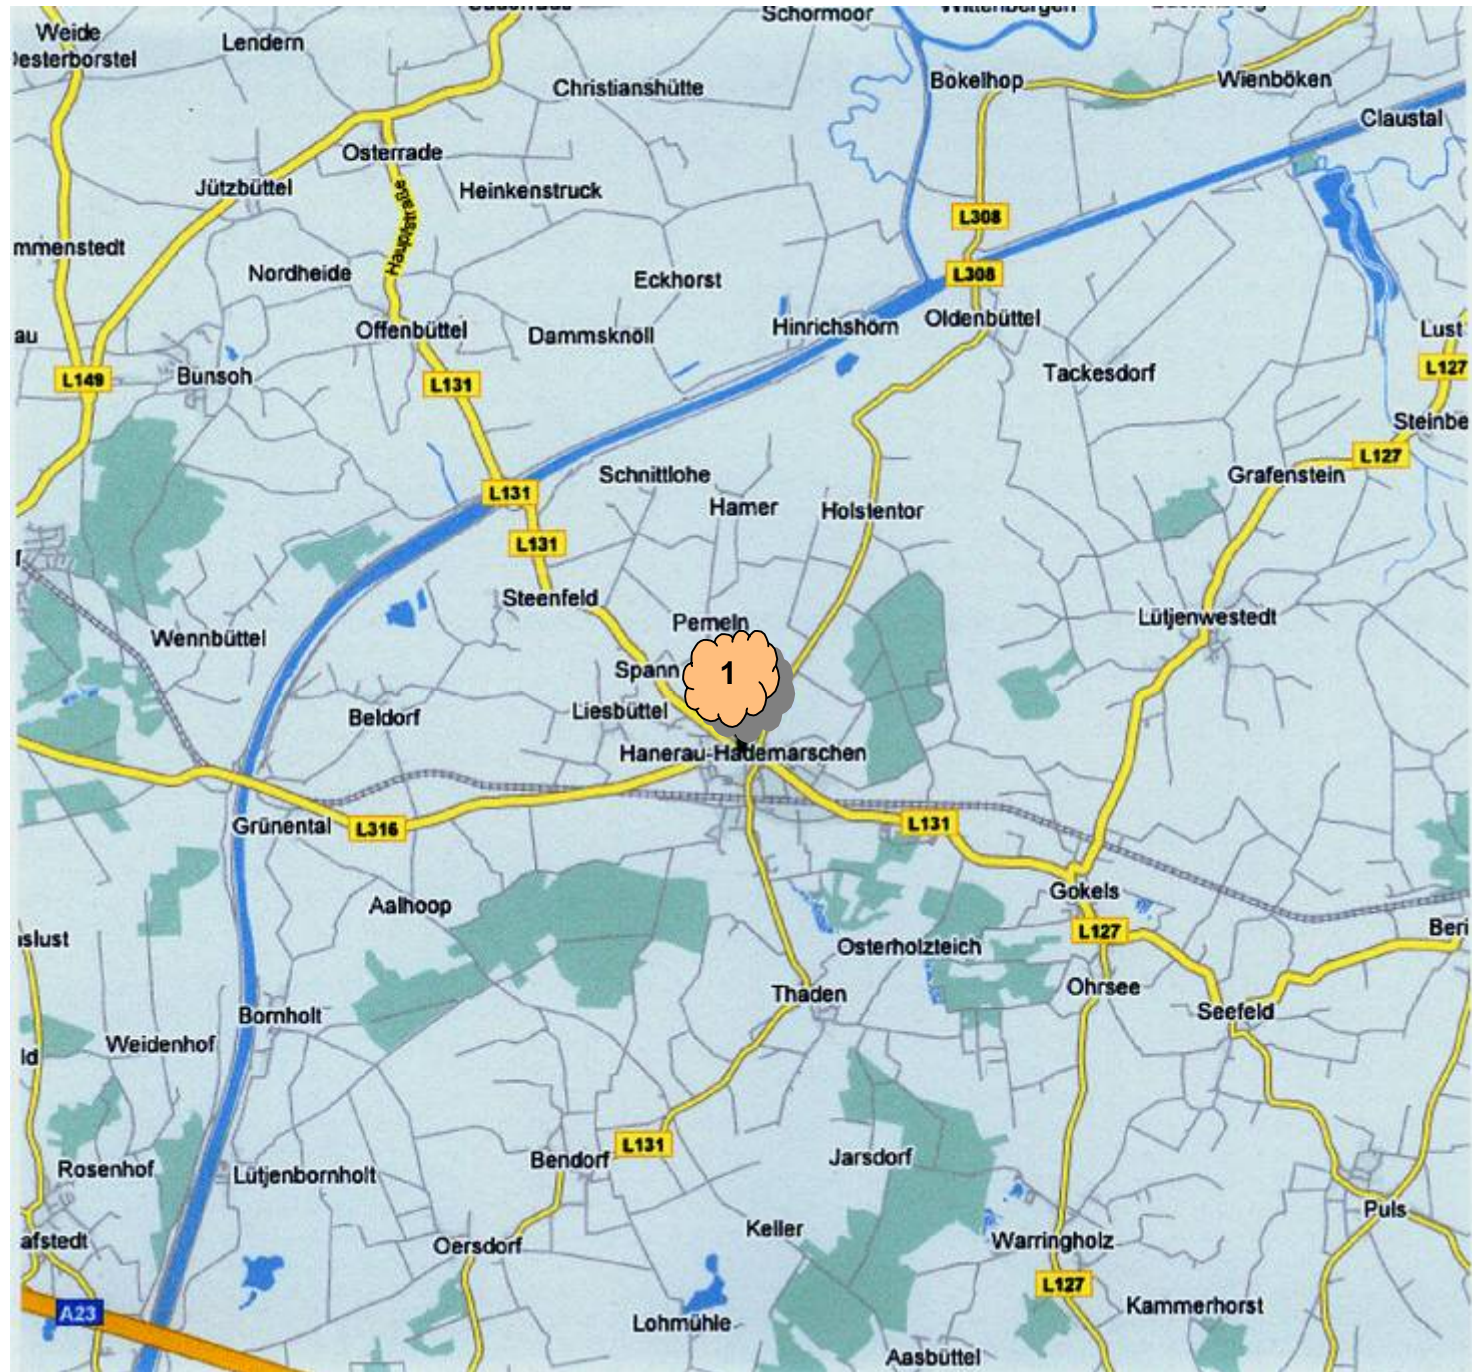 Schormoor
Weide
Oesterborstel
Lendern
Christianshütte
Bokelhop
Wienböken
Claustal
Osterrade
Jützbüttel
Heinkenstruck
Hauptstraße
L308
mmenstedt
Nordheide
Eckhorst
L308
au
Offenbüttel
Dammsknöll
Hinrichshörn
Oldenbüttel
Lust
L149
Bunsoh
L131
Tackesdorf
L127
Steinbe
L127
Schnittlohe
Grafenstein
L131
Hamer
Holstentor
L131
Steenfeld
Pemeln
Lütjenwestedt
Wennbüttel
Spann
1
Liesbüttel
Beldorf
Hanerau-Hademarschen
Grünental
L316
L131
Gokels
Aalhoop
L127
Beri
slust
Osterholzteich
Ohrsee
Thaden
Seefeld
Bornholt
Weidenhof
ld
L131
Rosenhof
Lütjenbornholt
Bendorf
Jarsdorf
Puls
Keller
afstedt
Oersdorf
Warringholz
L127
A23
Kammerhorst
Lohmühle
Aasbüttel